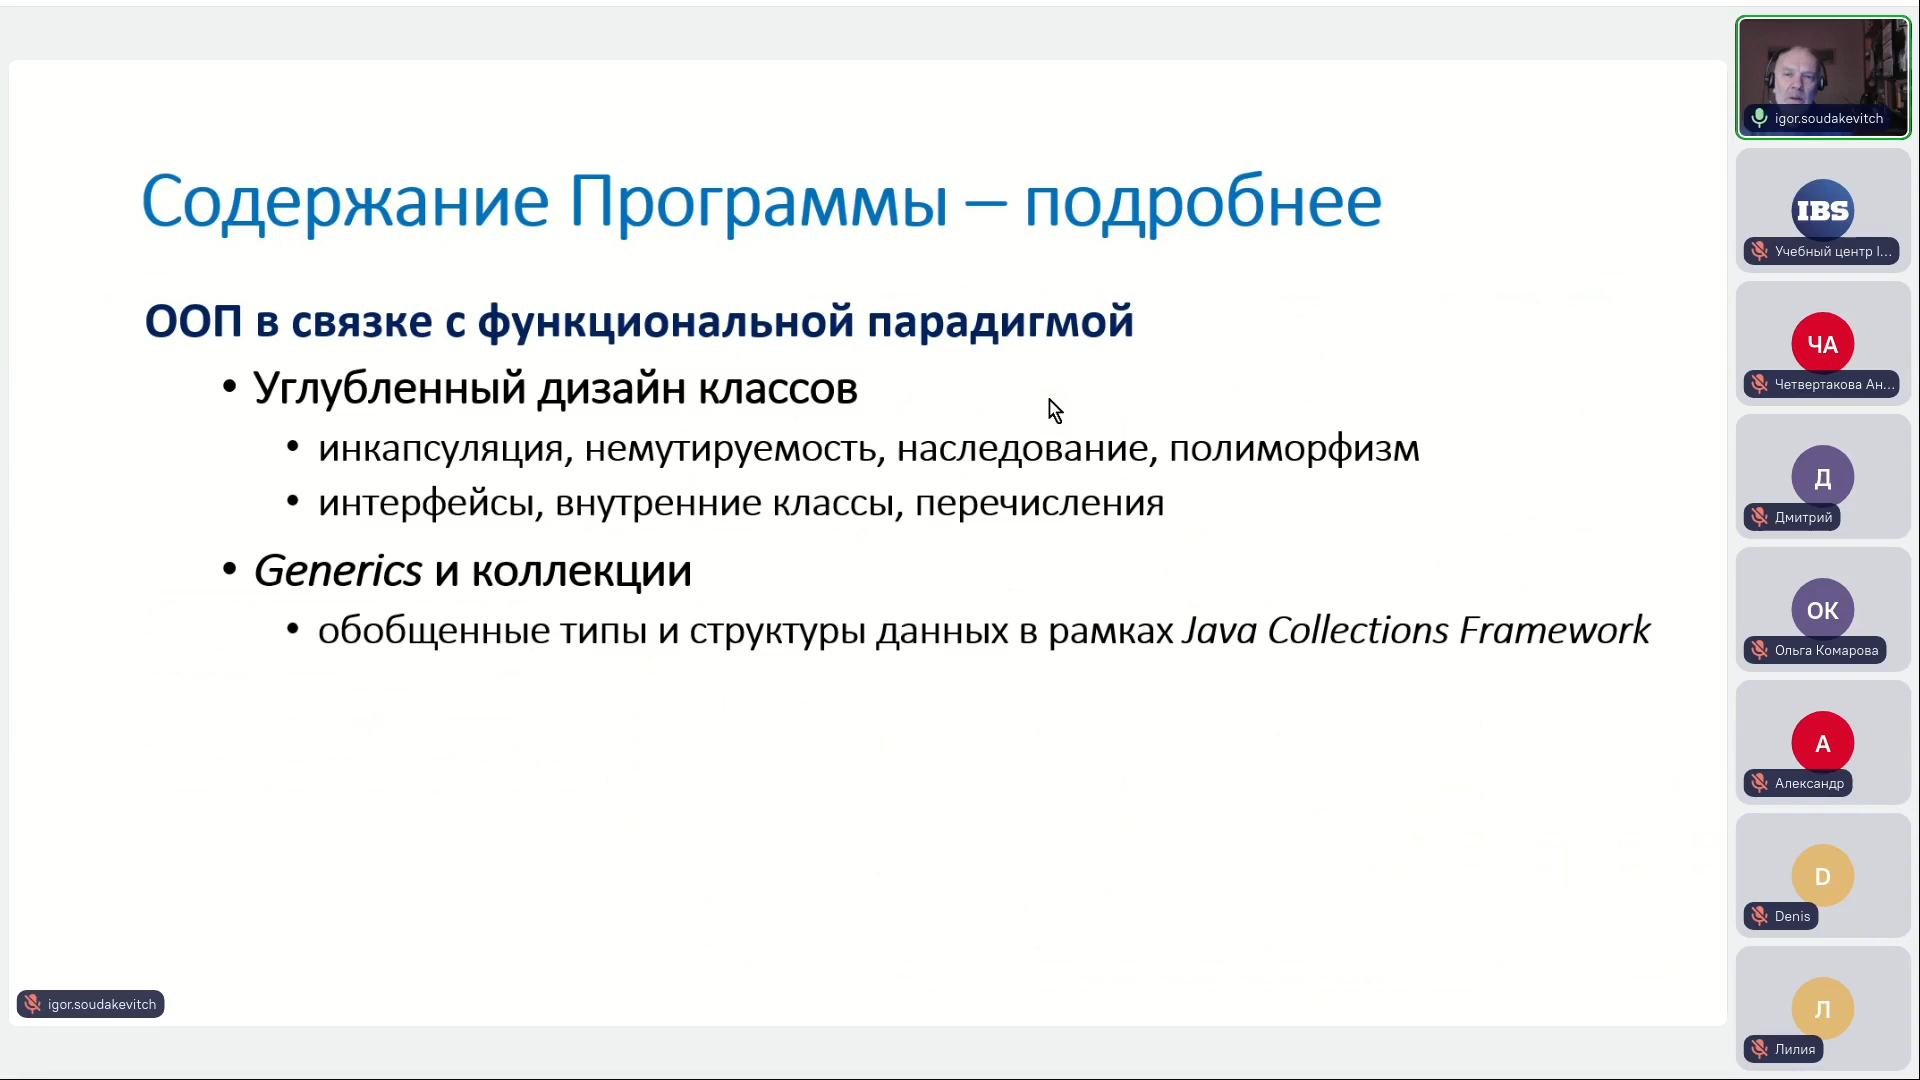 Содержание Программы – подробнее
ООП в связке с функциональной парадигмой
• Углубленный дизайн классов
• инкапсуляция, немутируемость, наследование, полиморфизм
• интерфейсы, внутренние классы, перечисления
• Generics и коллекции
• обобщенные типы и структуры данных в рамках Java Collections Framework
igor.soudakevitch
igor.soudakevitch
IBS
Учебный центр I...
ЧА
Четвертакова Ан...
Д
Дмитрий
ОК
Ольга Комарова
А
Александр
D
Denis
Л
Лилия